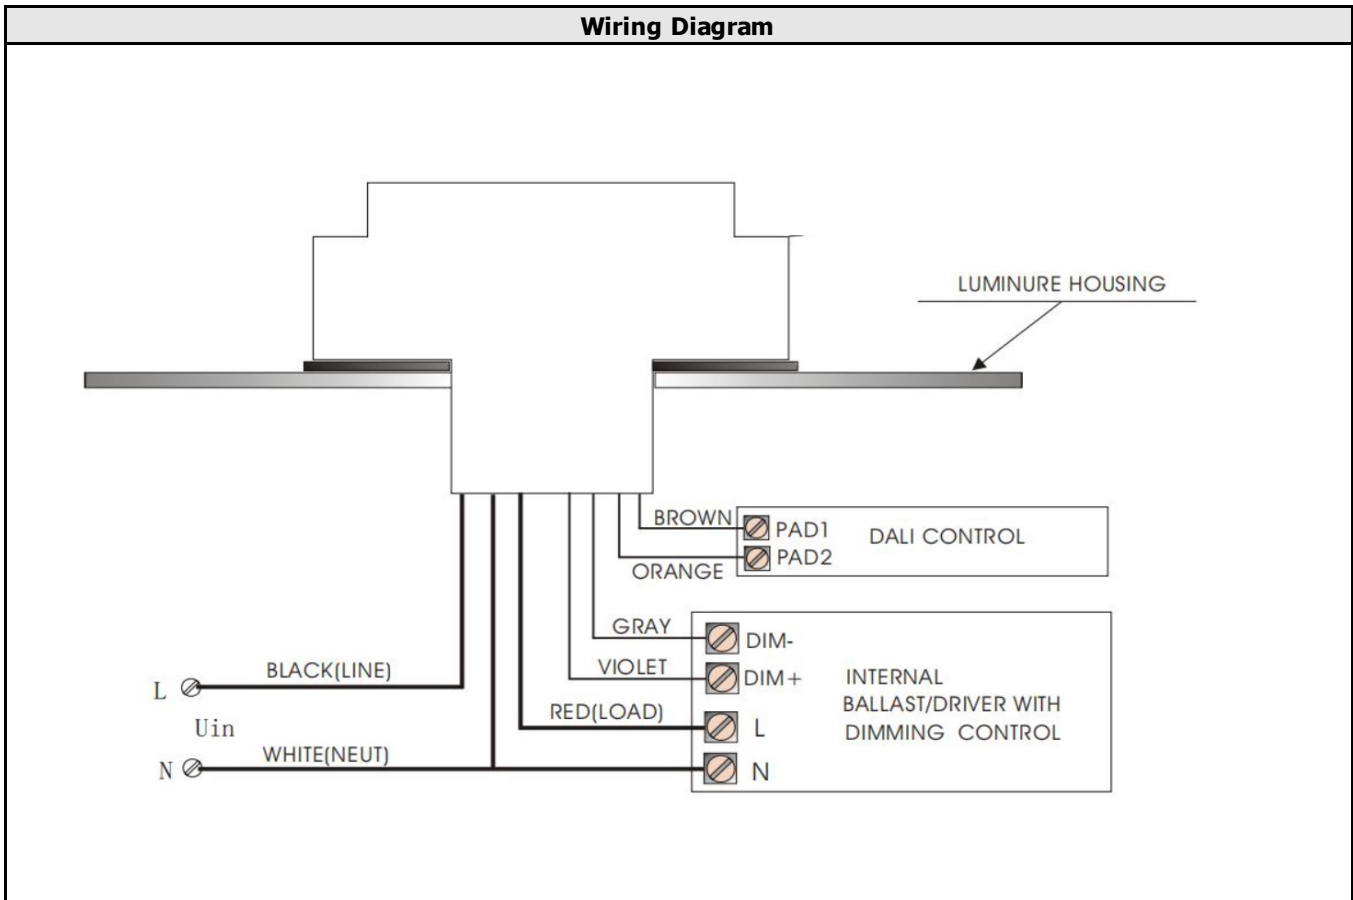 Wiring Diagram
LUMINURE HOUSING
BROWN
PAD1
DALI CONTROL
PAD2
ORANGE
GRAY
DIM-
VIOLET
DIM+
INTERNAL
BALLAST/DRIVER WITH
DIMMING CONTROL
BLACK(LINE)
L
RED(LOAD)
L
Uin
WHITE(NEUT)
N
N